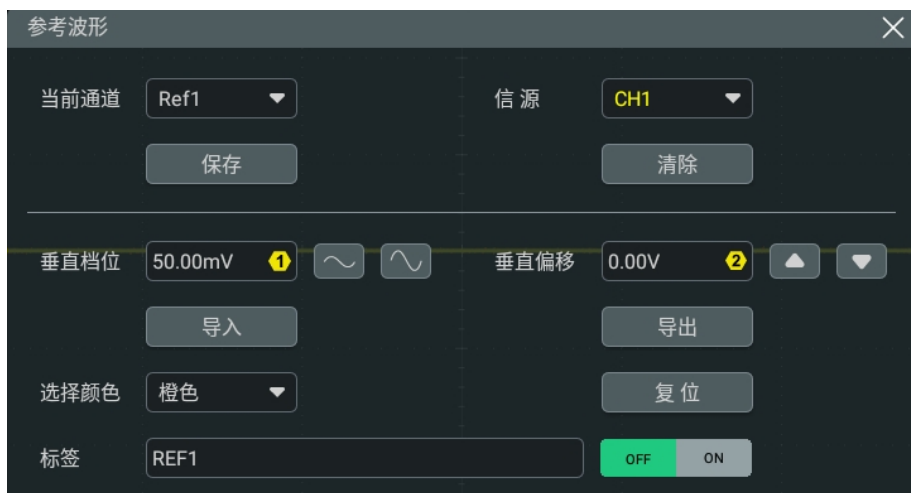 参考波形
当前通道 Ref1 信源 CH1
保存 清除
垂直档位 50.00mV 1 垂直偏移 0.00V 2
导入 导出
选择颜色 橙色 复位
标签 REF1 OFF ON